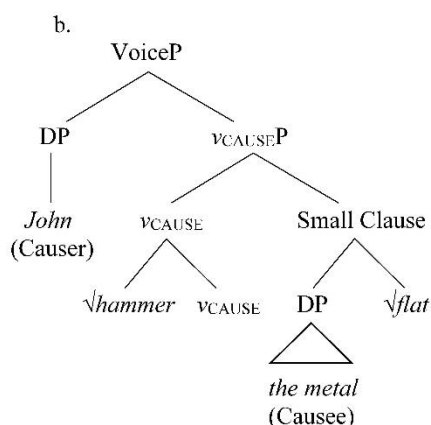 b.
VoiceP
DP vCAUSEP
John vCAUSE Small Clause
(Causer)
√hammer vCAUSE DP √flat
the metal
(Causee)